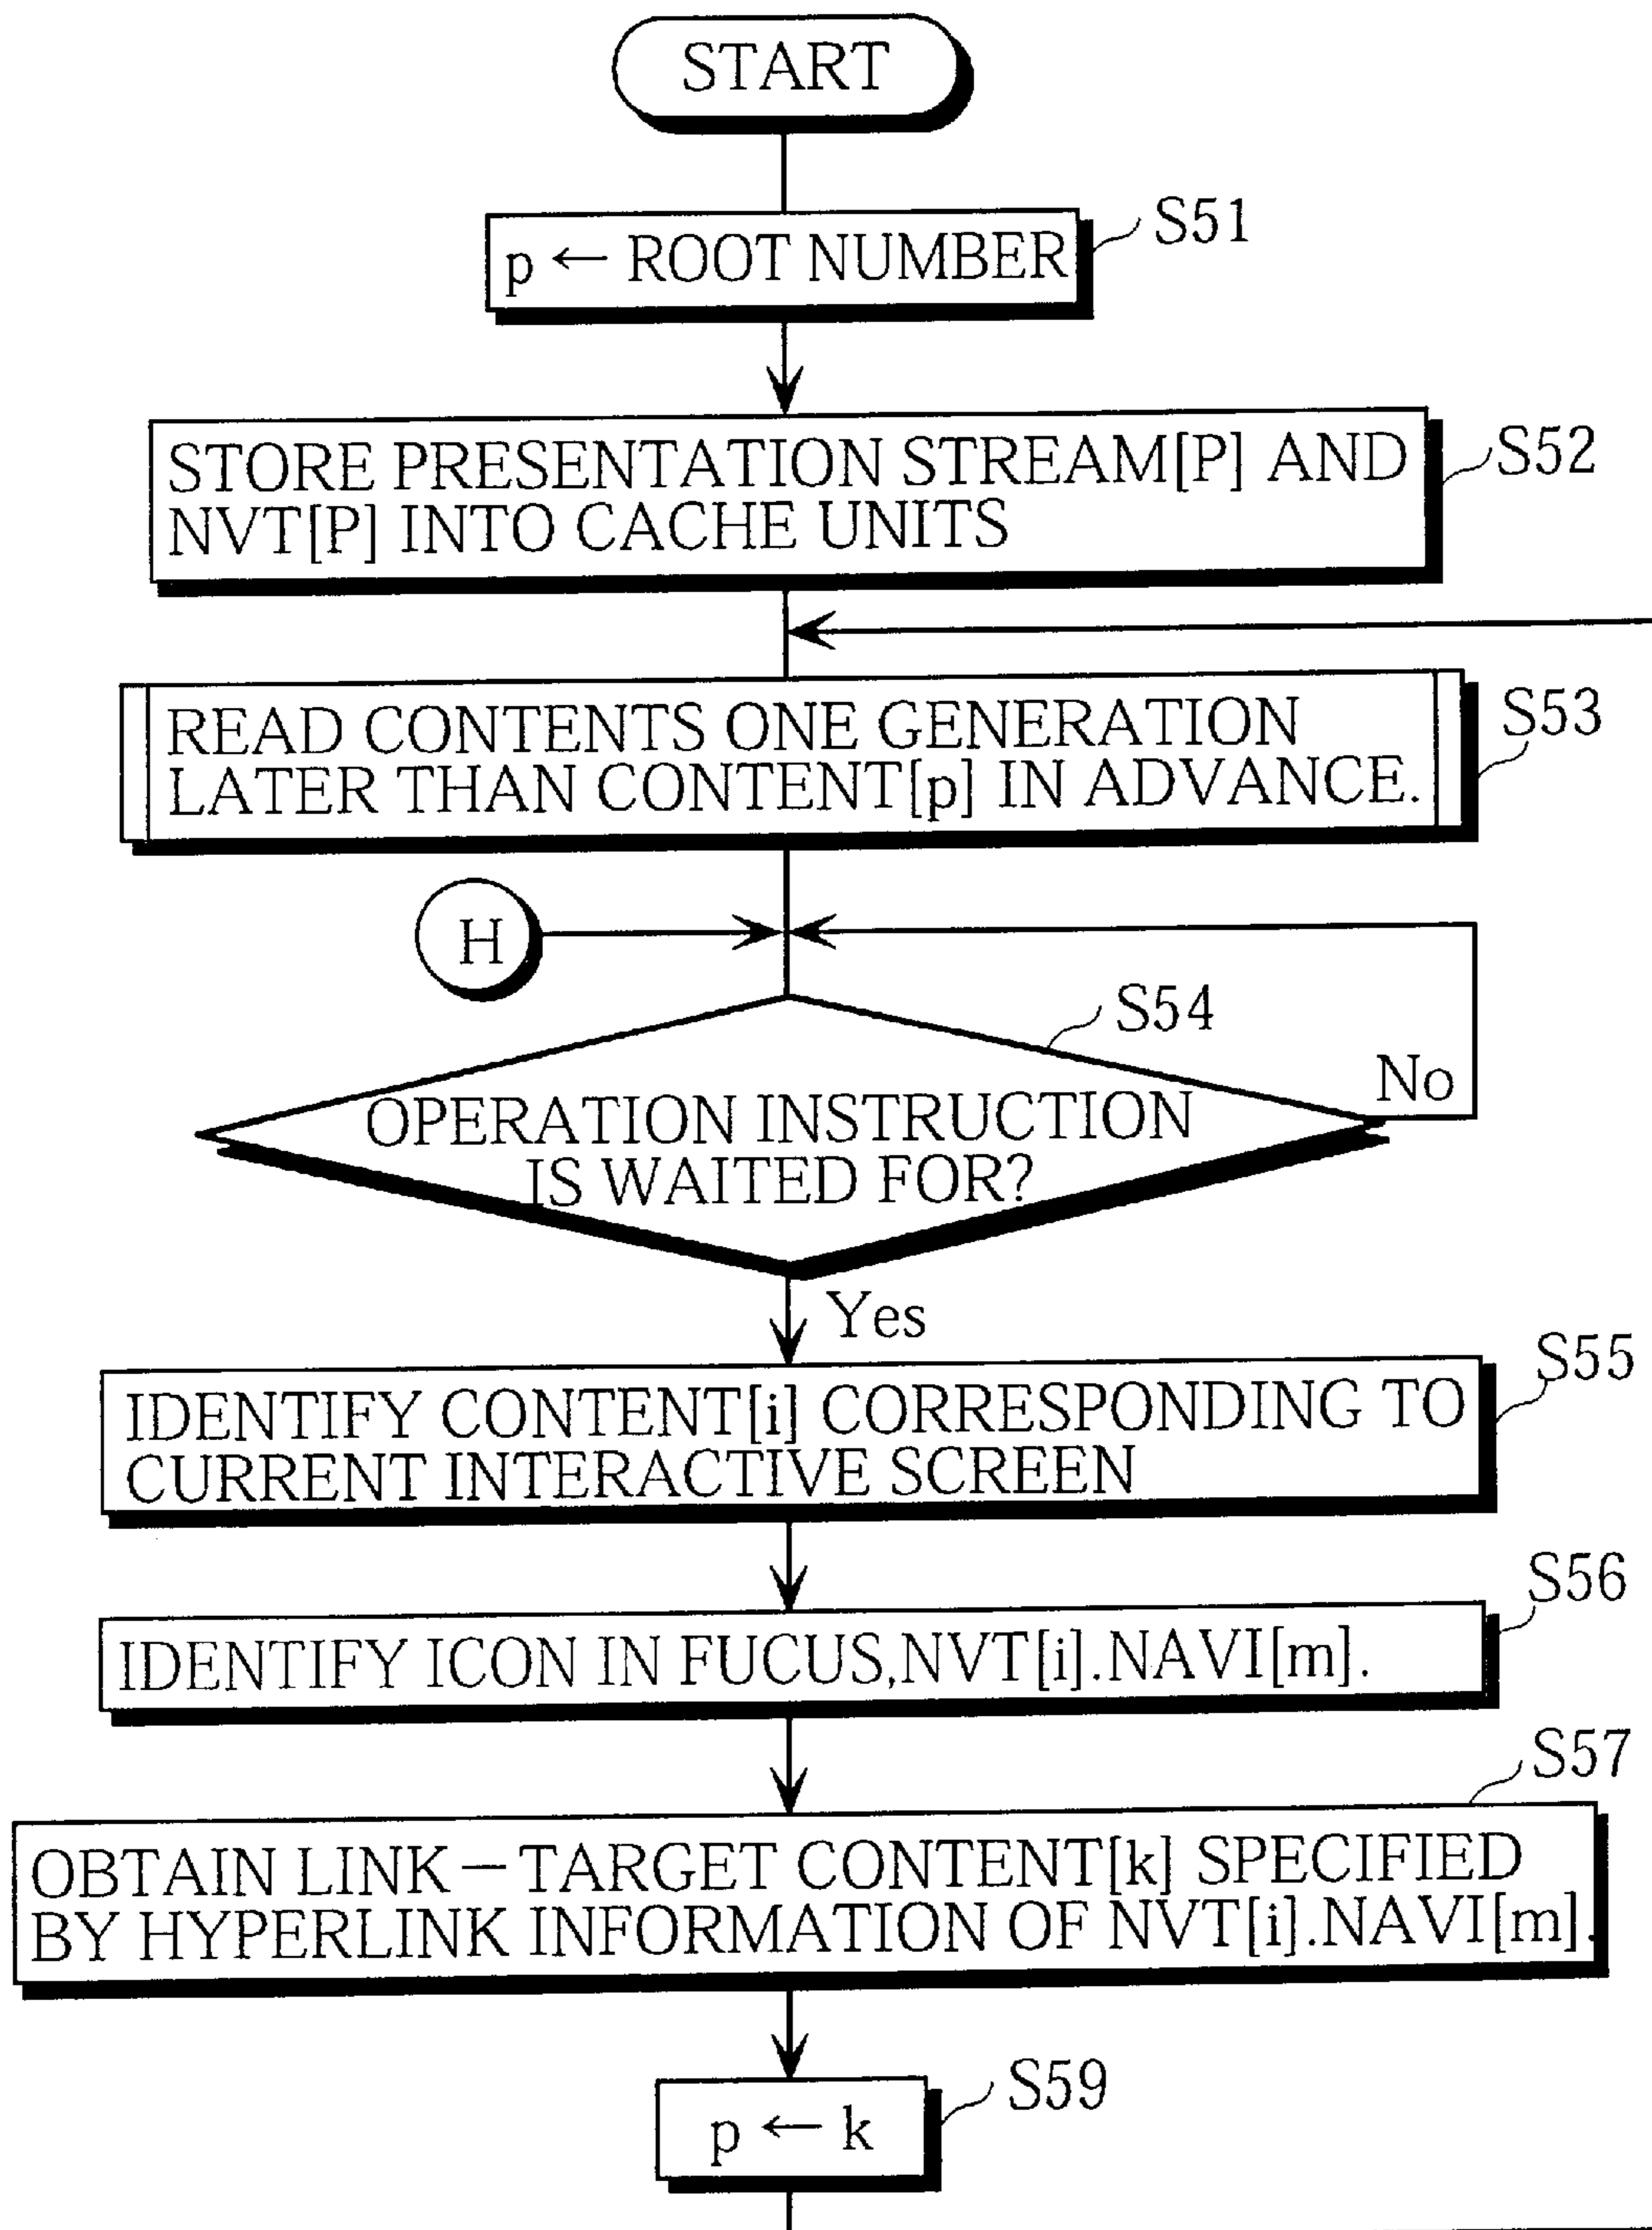 START
p ← ROOT NUMBER
S51
STORE PRESENTATION STREAM[P] AND
NVT[P] INTO CACHE UNITS
S52
READ CONTENTS ONE GENERATION
LATER THAN CONTENT[p] IN ADVANCE.
S53
H
S54
No
OPERATION INSTRUCTION
IS WAITED FOR?
Yes
S55
IDENTIFY CONTENT[i] CORRESPONDING TO
CURRENT INTERACTIVE SCREEN
S56
IDENTIFY ICON IN FUCUS,NVT[i].NAVI[m].
S57
OBTAIN LINK－TARGET CONTENT[k] SPECIFIED
BY HYPERLINK INFORMATION OF NVT[i].NAVI[m].
S59
p ← k